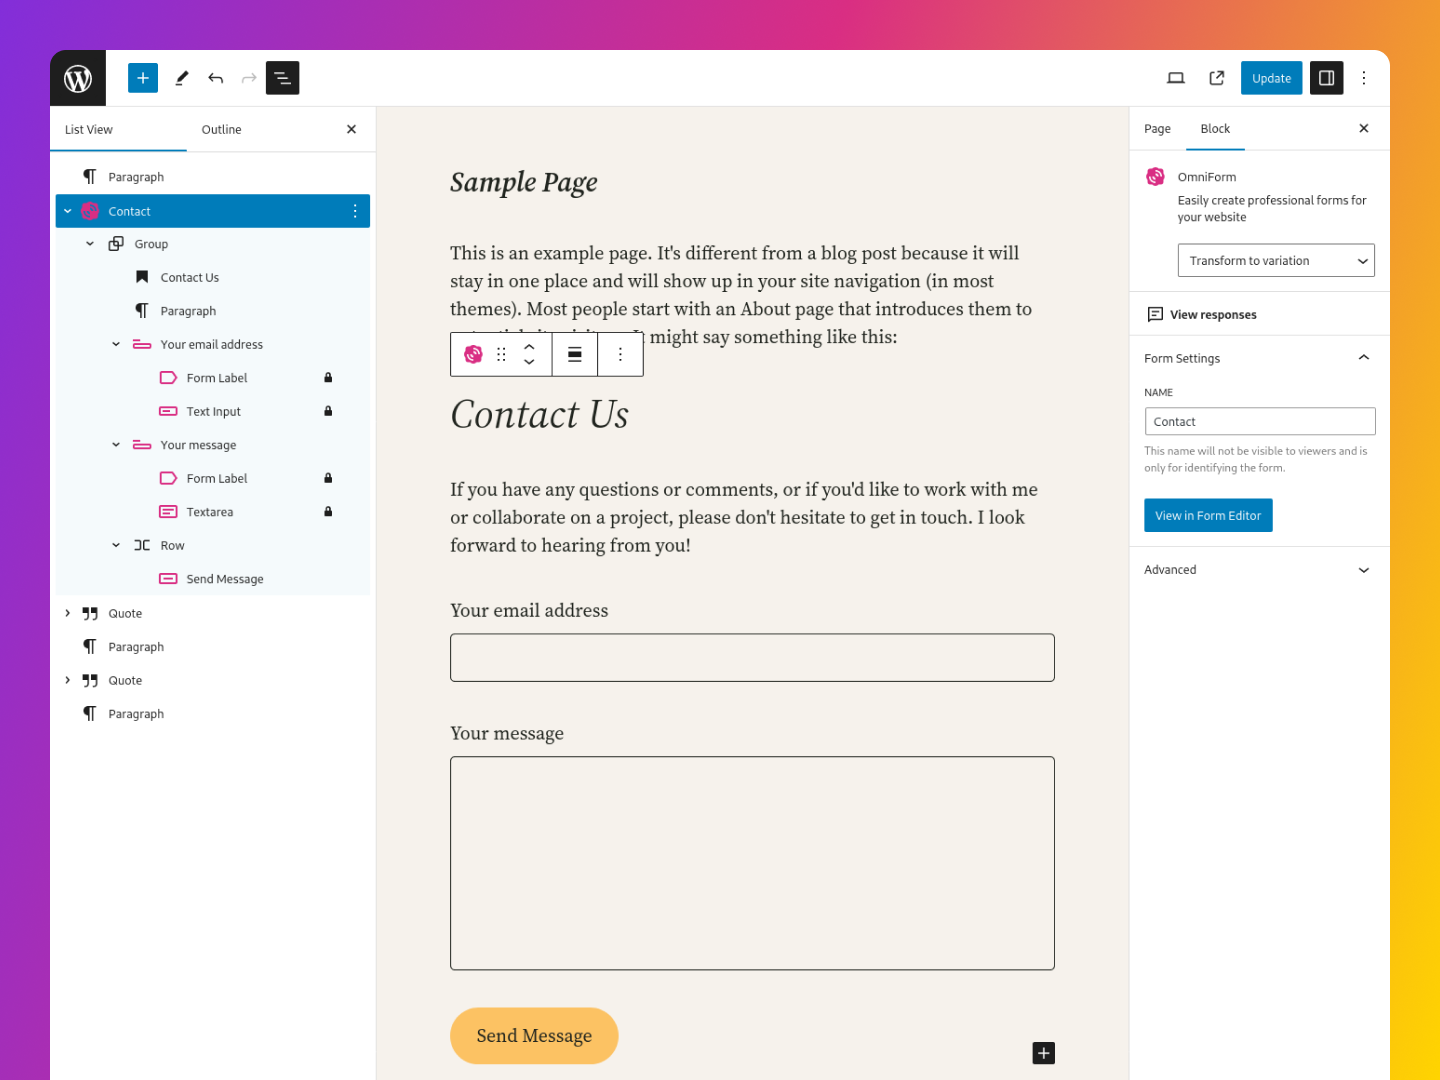 Update
List View
Outline
Paragraph
Contact
Group
Contact Us
Paragraph
Your email address
Form Label
Text Input
Your message
Form Label
Textarea
Row
Send Message
Quote
Paragraph
Quote
Paragraph
Sample Page
This is an example page. It's different from a blog post because it will
stay in one place and will show up in your site navigation (in most
themes). Most people start with an About page that introduces them to
might say something like this:
Contact Us
If you have any questions or comments, or if you'd like to work with me
or collaborate on a project, please don't hesitate to get in touch. I look
forward to hearing from you!
Your email address
Your message
Send Message
Page
Block
OmniForm
Easily create professional forms for
your website
Transform to variation
View responses
Form Settings
NAME
Contact
This name will not be visible to viewers and is
only for identifying the form.
View in Form Editor
Advanced